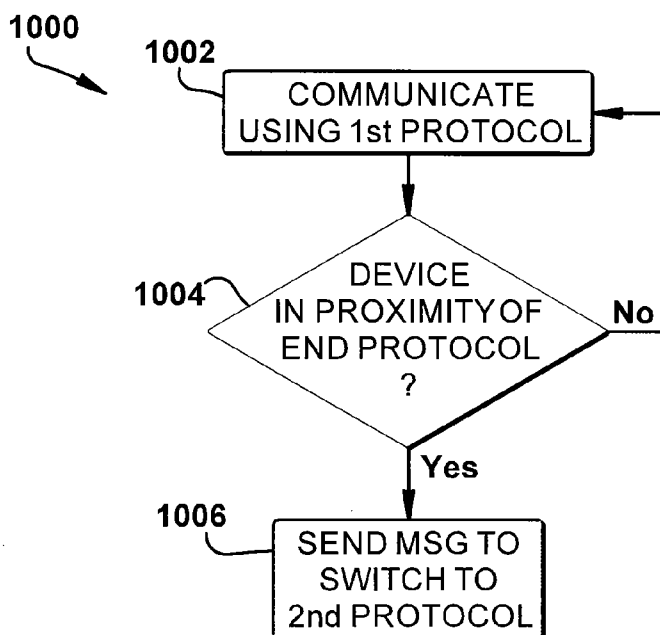 1000
1002
COMMUNICATE
USING 1st PROTOCOL
1004
DEVICE
IN PROXIMITY OF
END PROTOCOL
?
No
Yes
1006
SEND MSG TO
SWITCH TO
2nd PROTOCOL